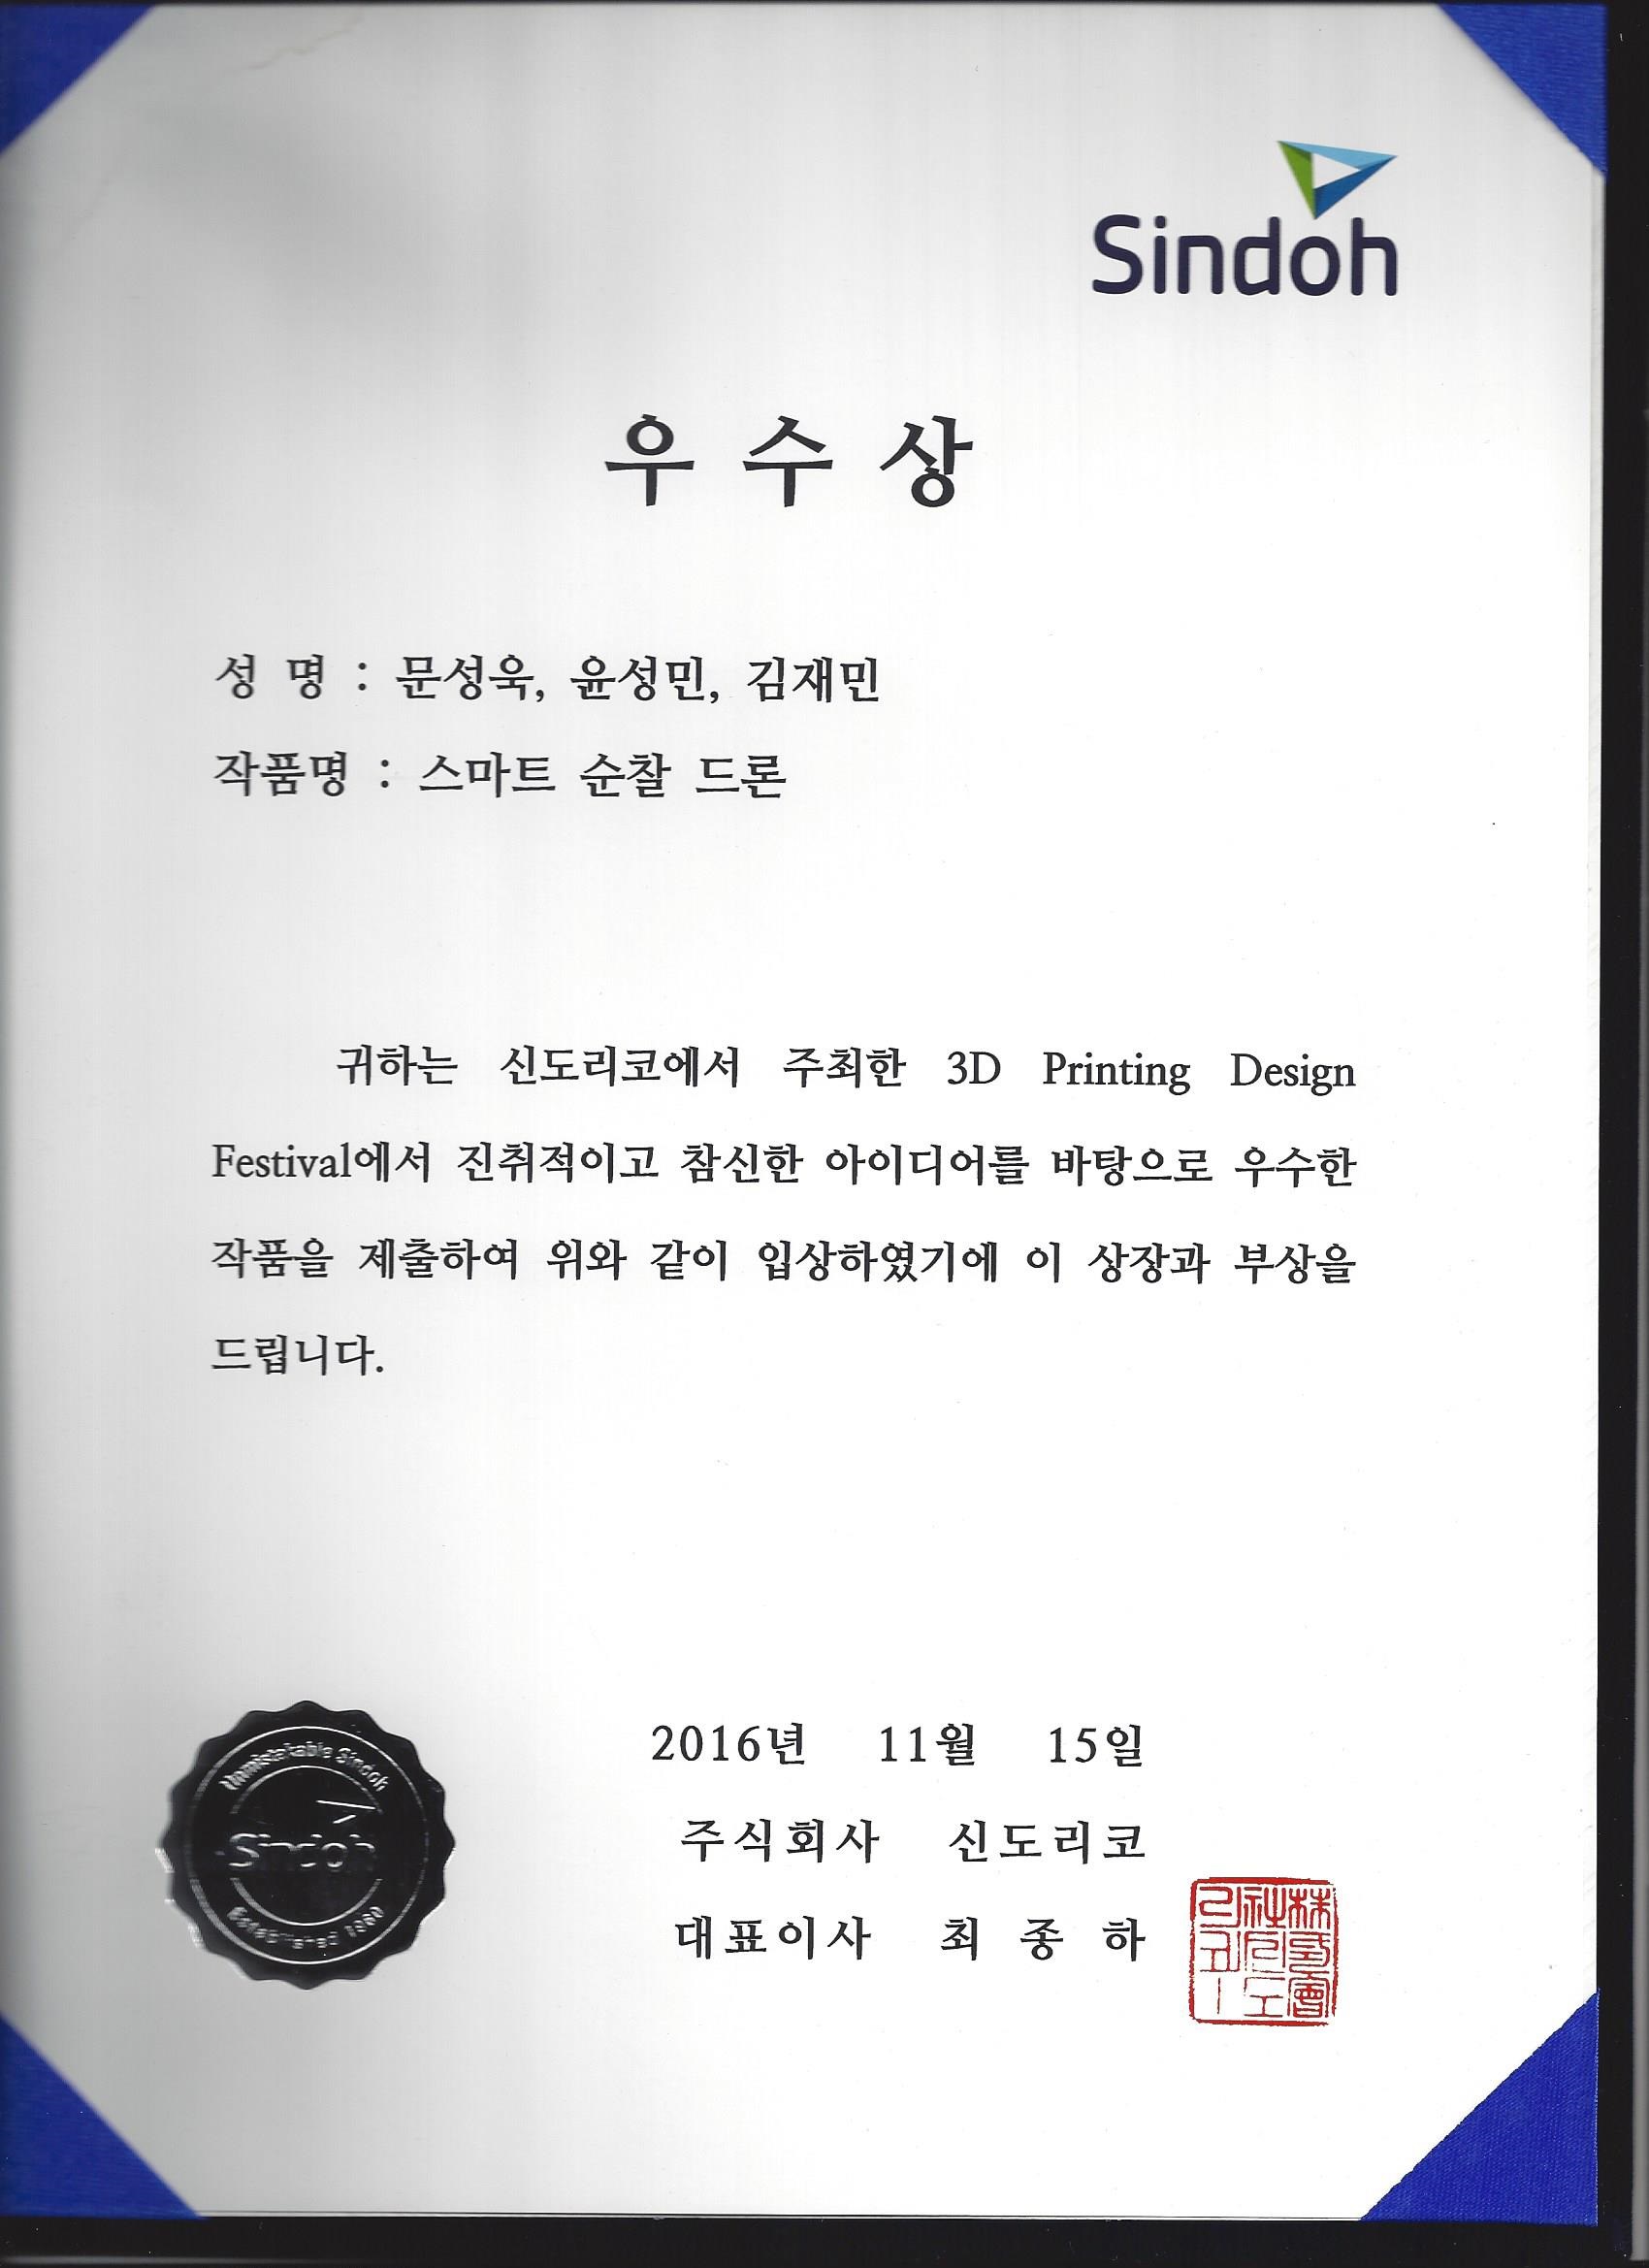 Sindoh
우 수 상
성 명 : 문성욱, 윤성민, 김재민
작품명 : 스마트 순찰 드론
귀하는 신도리코에서 주최한 3D Printing Design
Festival에서 진취적이고 참신한 아이디어를 바탕으로 우수한
작품을 제출하여 위와 같이 입상하였기에 이 상장과 부상을
드립니다.
2016년 11월 15일
주식회사 신도리코
대표이사 최 종 하
Unmistakable Sindoh
Sindoh
Established 1960